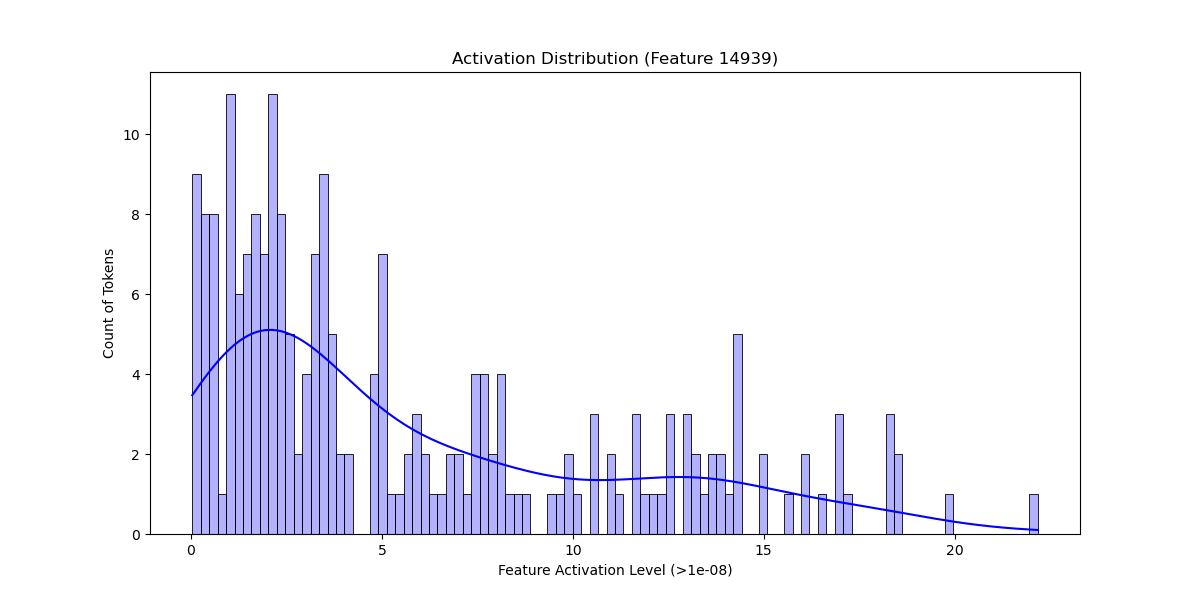 Activation Distribution (Feature 14939)
10
8
6
4
2
0
Count of Tokens
0 5 10 15 20
Feature Activation Level (>1e-08)